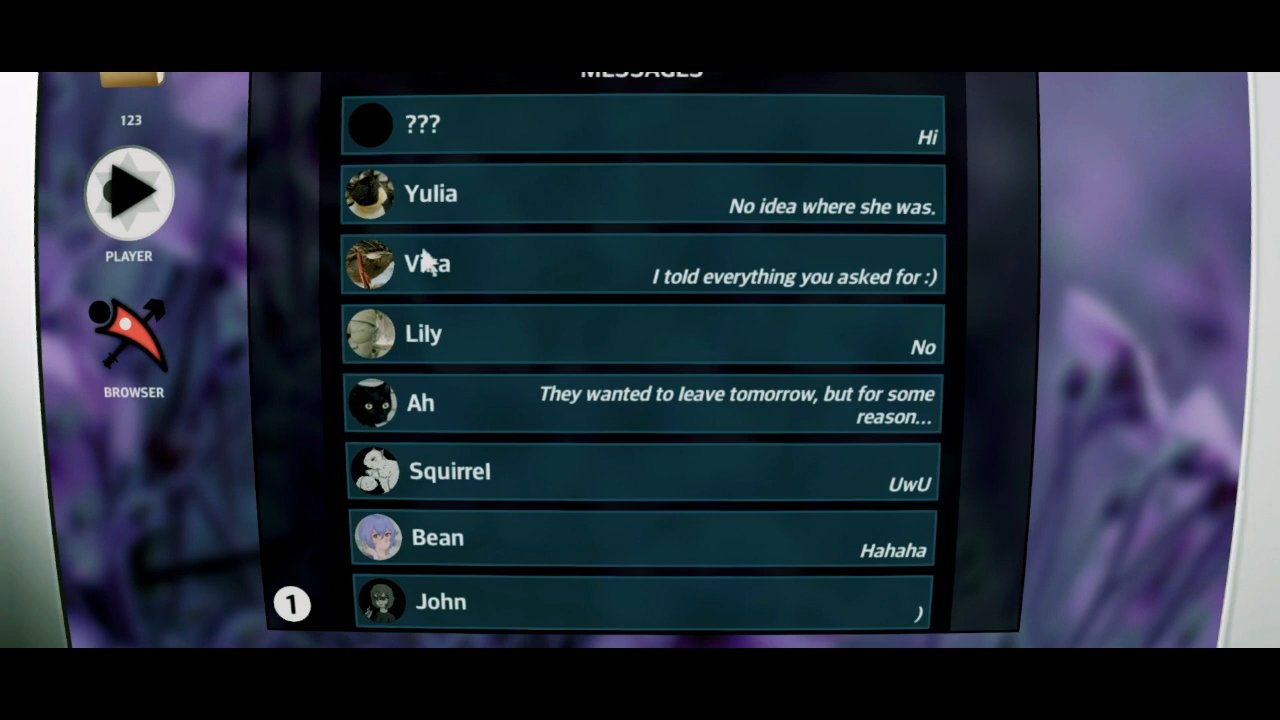 MESSAGES
123
???
Hi
PLAYER
Yulia
No idea where she was.
I told everything you asked for :)
BROWSER
Lily
No
Ah
They wanted to leave tomorrow, but for some
reason...
Squirrel
UwU
Bean
Hahaha
1
John
)